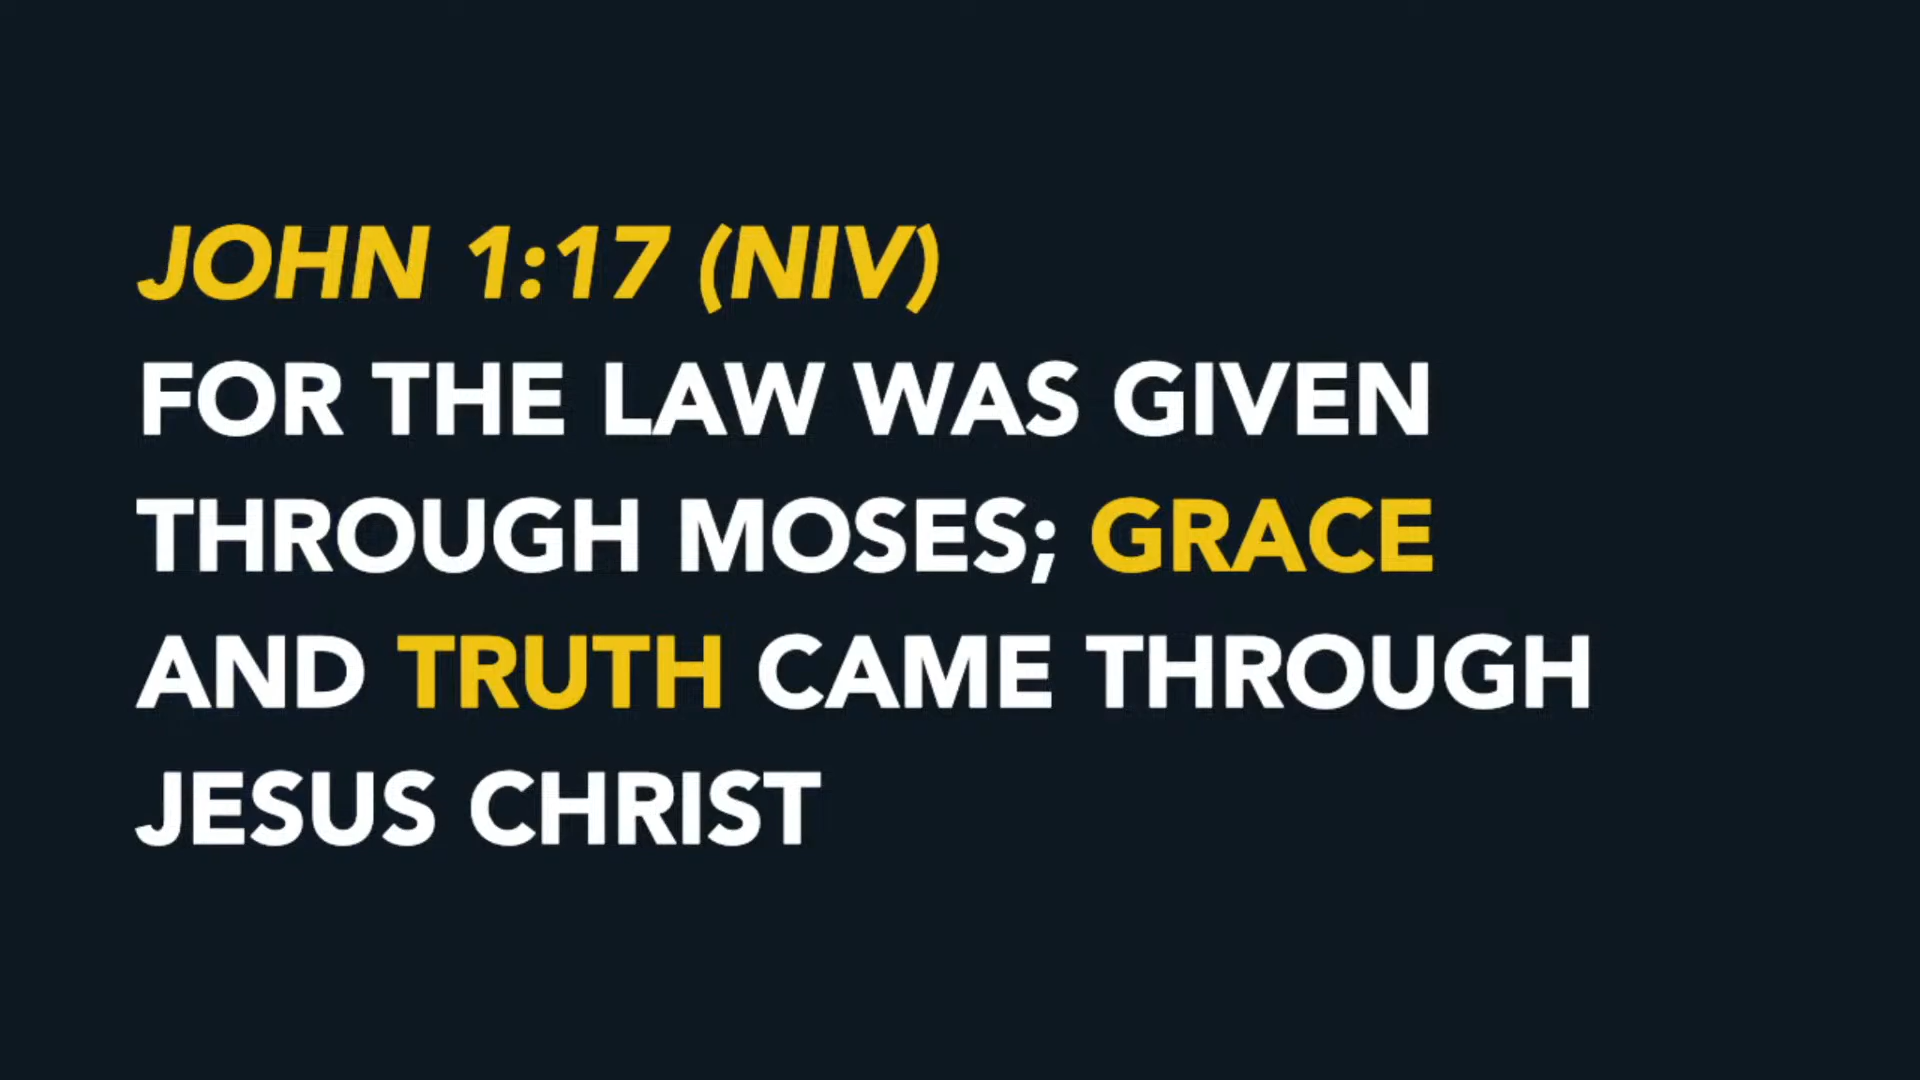 JOHN 1:17 (NIV)
FOR THE LAW WAS GIVEN
THROUGH MOSES; GRACE
AND TRUTH CAME THROUGH
JESUS CHRIST